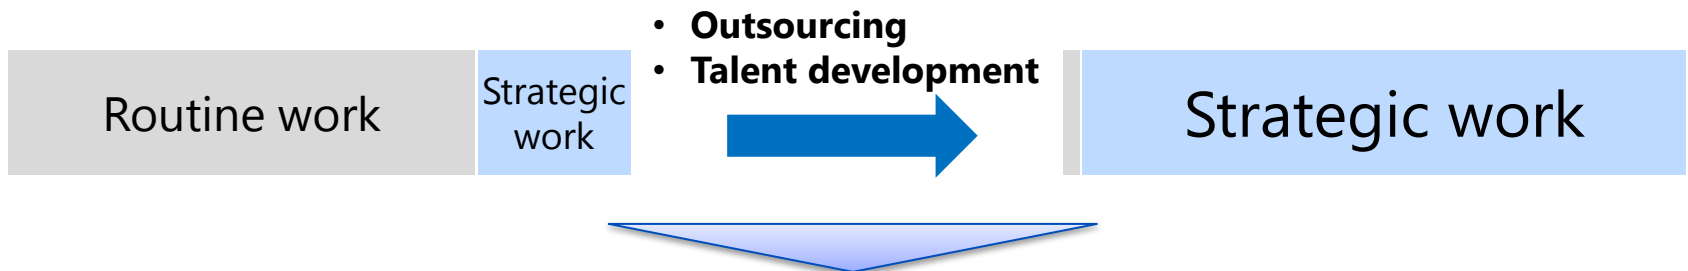 • Outsourcing
• Talent development
Routine work
Strategic
work
Strategic work